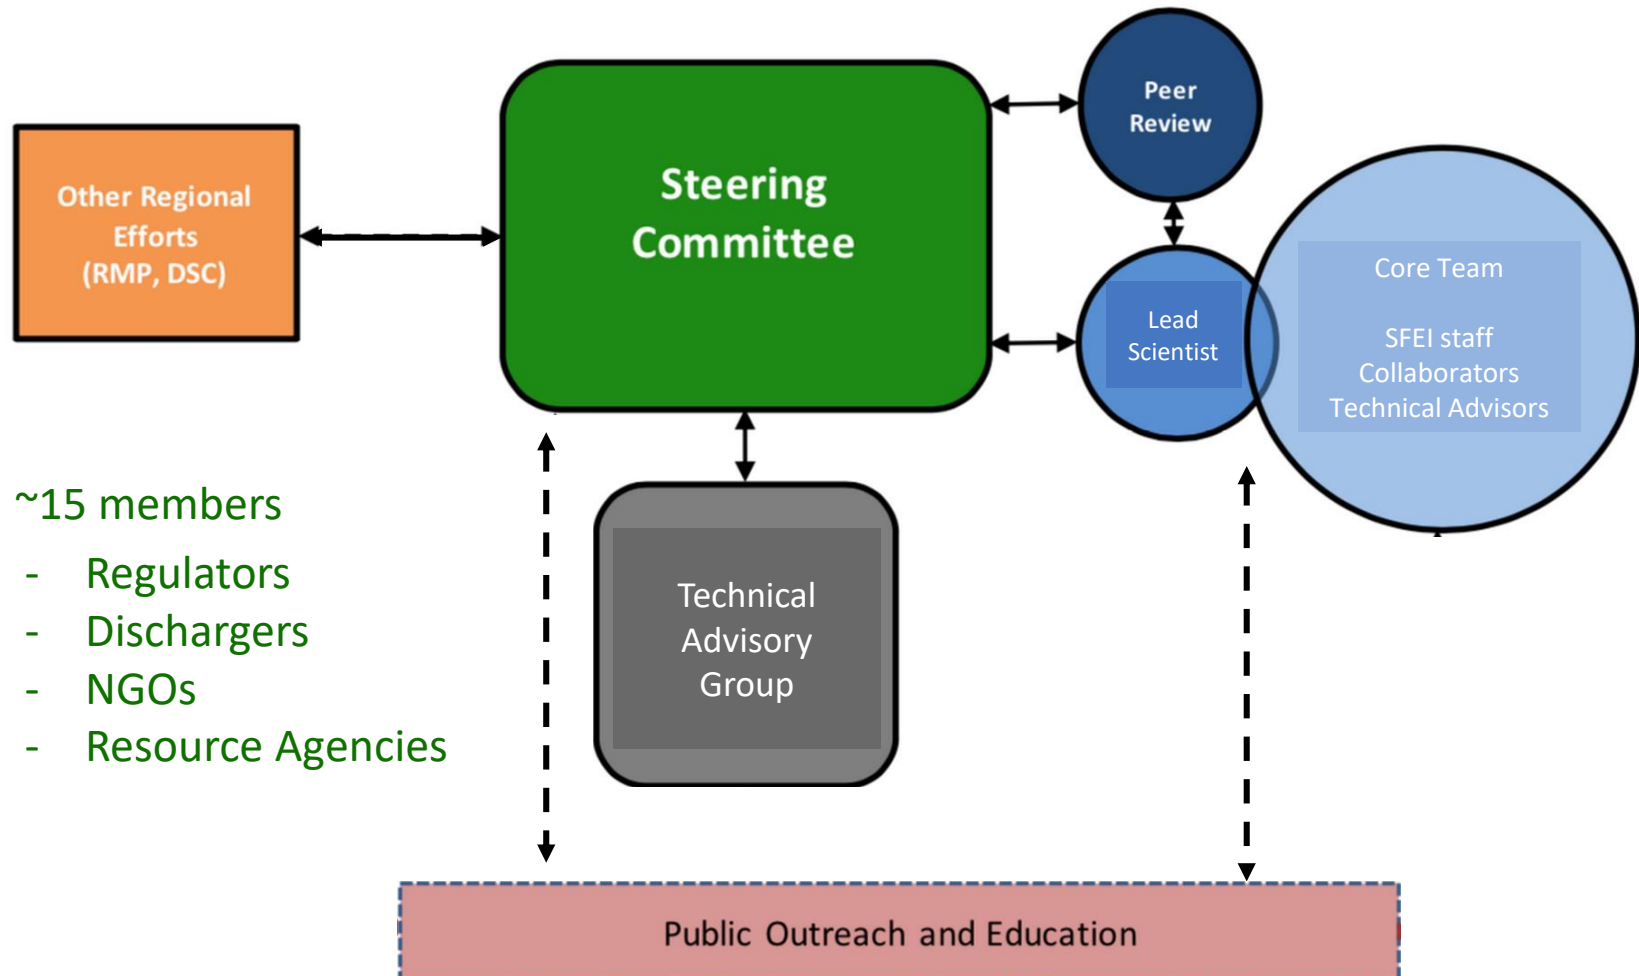 Peer
Review
Steering
Committee
Other Regional
Efforts
(RMP, DSC)
Lead
Scientist
Core Team
SFEI staff
Collaborators
Technical Advisors
~15 members
- Regulators
- Dischargers
- NGOs
- Resource Agencies
Technical
Advisory
Group
Public Outreach and Education